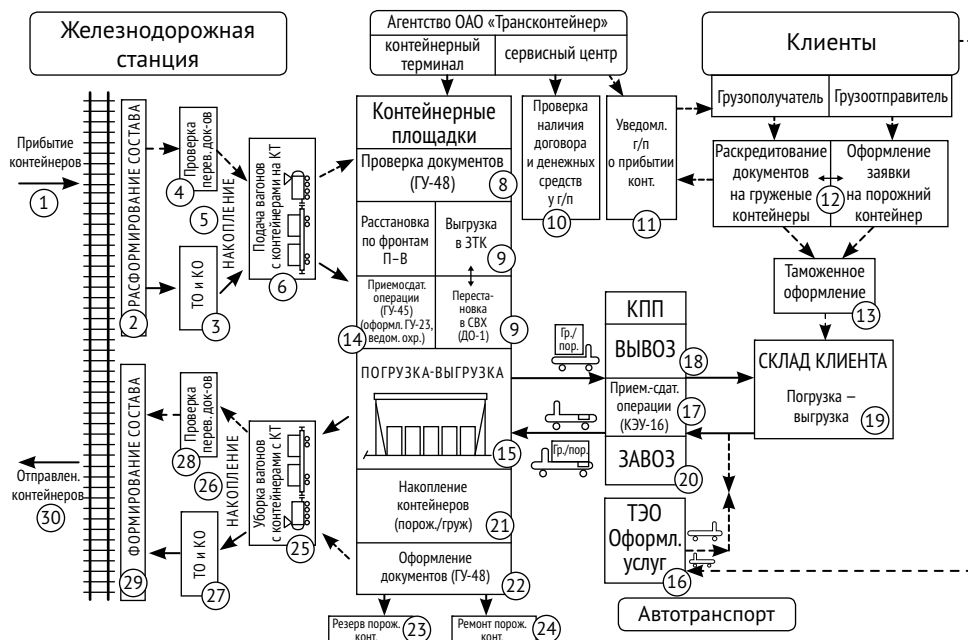 Железнодорожная
станция
Агентство ОАО «Трансконтейнер»
контейнерный
терминал
сервисный центр
Клиенты
Грузополучатель
Грузоотправитель
Прибытие
контейнеров
1
РАСФОРМИРОВАНИЕ СОСТАВА
2
Проверка
перев. док-ов
4
5
НАКОПЛЕНИЕ
ТО и КО
3
Подача вагонов
с контейнерами на КТ
6
Контейнерные
площадки
Проверка документов
(ГУ-48)
8
Расстановка
по фронтам
П–В
Выгрузка
в ЗТК
9
Приемосдат.
операции
(ГУ-45)
(оформл. ГУ-23,
ведом. охр.)
14
Переста-
новка
в СВХ
(ДО-1)
9
Проверка
наличия
договора
и денежных
средств
у г/п
10
Уведомл.
г/п
о прибытии
конт.
11
Раскредитование
документов
на груженые
контейнеры
12
Оформление
заявки
на порожний
контейнер
Таможенное
оформление
13
ПОГРУЗКА-ВЫГРУЗКА
15
Гр./
пор.
Гр./пор.
КПП
ВЫВОЗ
18
Прием.-сдат.
операции
(КЭУ-16)
17
ЗАВОЗ
20
СКЛАД КЛИЕНТА
Погрузка –
выгрузка
19
ТЭО
Оформл.
услуг
16
Автотранспорт
Отправлен.
контейнеров
30
ФОРМИРОВАНИЕ СОСТАВА
29
Проверка
перев. док-ов
28
26
НАКОПЛЕНИЕ
ТО и КО
27
Уборка вагонов
с контейнерами с КТ
25
Накопление
контейнеров
(порож./груж)
21
Оформление
документов (ГУ-48)
22
Резерв порож.
конт.
23
Ремонт порож.
конт.
24